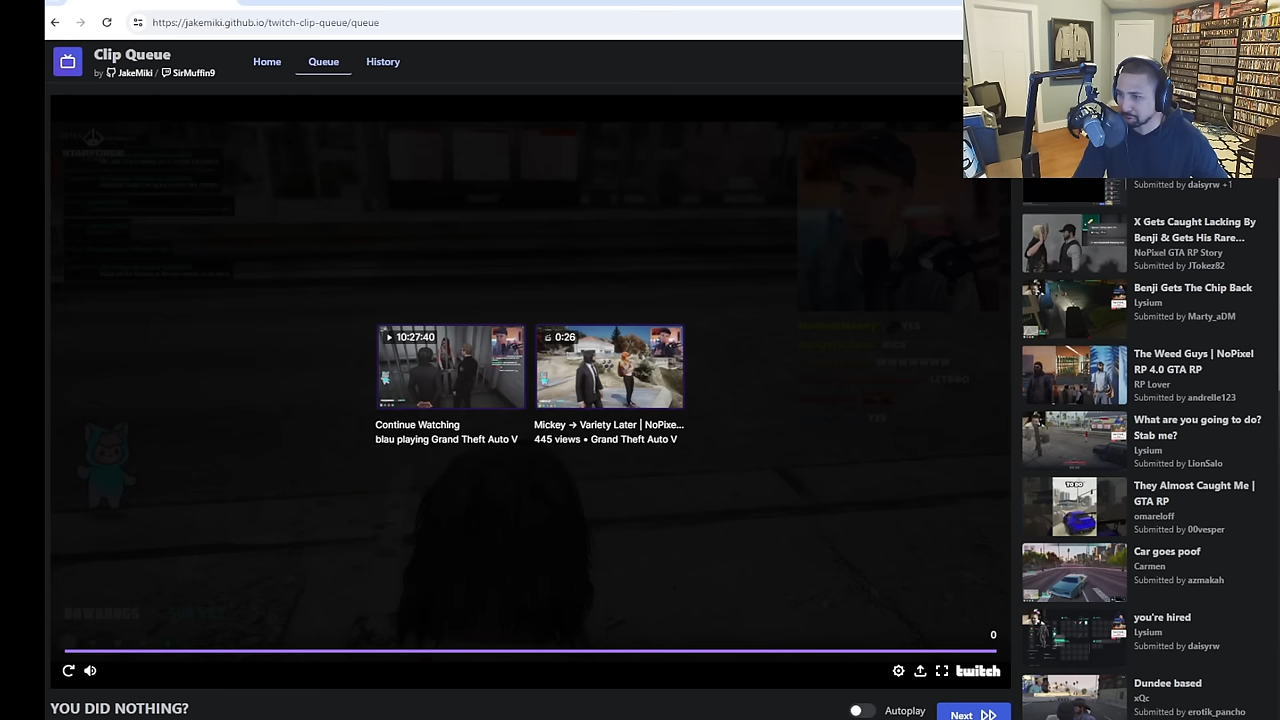 https://jakemiki.github.io/twitch-clip-queue/queue
Clip Queue
by JakeMiki / SirMuffin9
Home
Queue
History
Submitted by daisyrw +1
X Gets Caught Lacking By
Benji & Gets His Rare...
NoPixel GTA RP Story
Submitted by JTokez82
Benji Gets The Chip Back
Lysium
Submitted by Marty_aDM
The Weed Guys | NoPixel
RP 4.0 GTA RP
RP Lover
Submitted by andrelle123
What are you going to do?
Stab me?
Lysium
Submitted by LionSalo
They Almost Caught Me |
GTA RP
omareloff
Submitted by 00vesper
Car goes poof
Carmen
Submitted by azmakah
you're hired
Lysium
Submitted by daisyrw
Dundee based
xQc
Submitted by erotik_pancho
10:27:40
0:26
Continue Watching
blau playing Grand Theft Auto V
Mickey → Variety Later | NoPixe...
445 views • Grand Theft Auto V
YES
YES
TO DO
0
twitch
YOU DID NOTHING?
Autoplay
Next